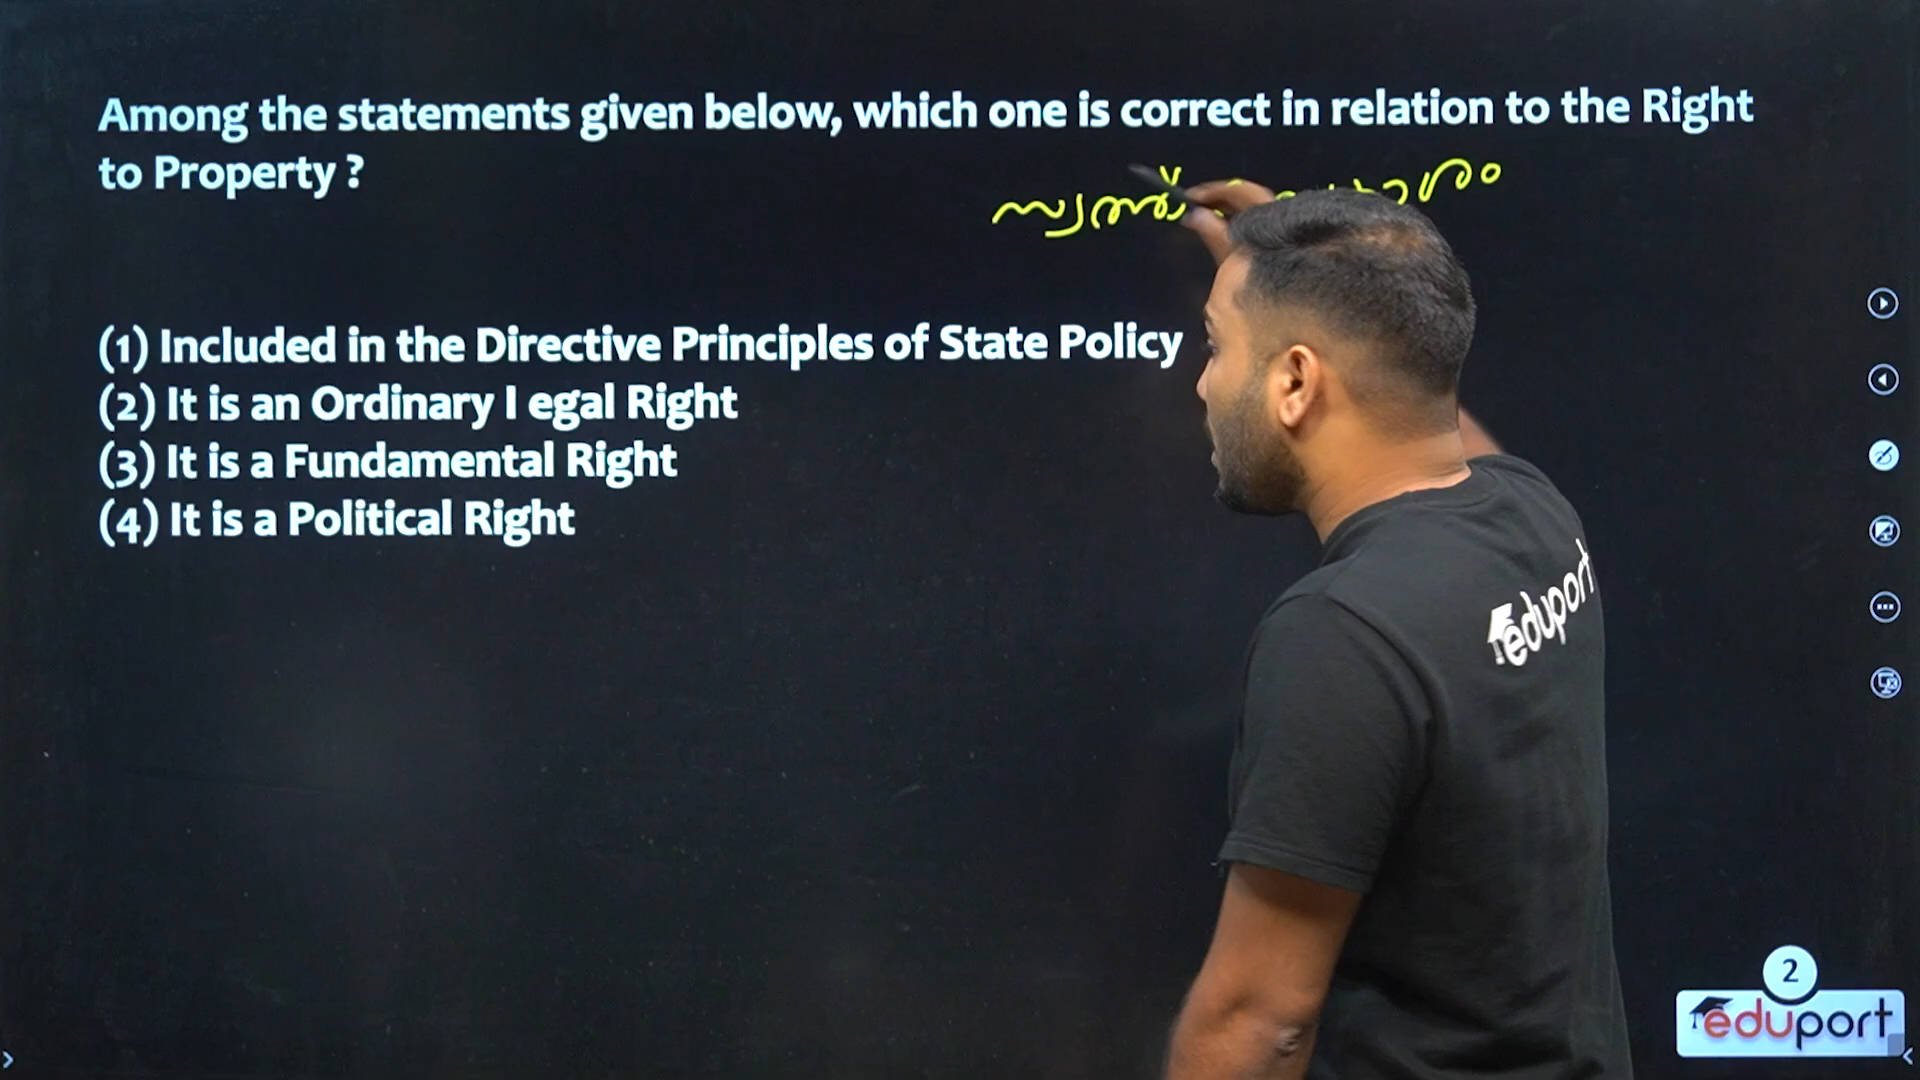 Among the statements given below, which one is correct in relation to the Right
to Property ?
(1) Included in the Directive Principles of State Policy
(2) It is an Ordinary I egal Right
(3) It is a Fundamental Right
(4) It is a Political Right
eduport
2
eduport